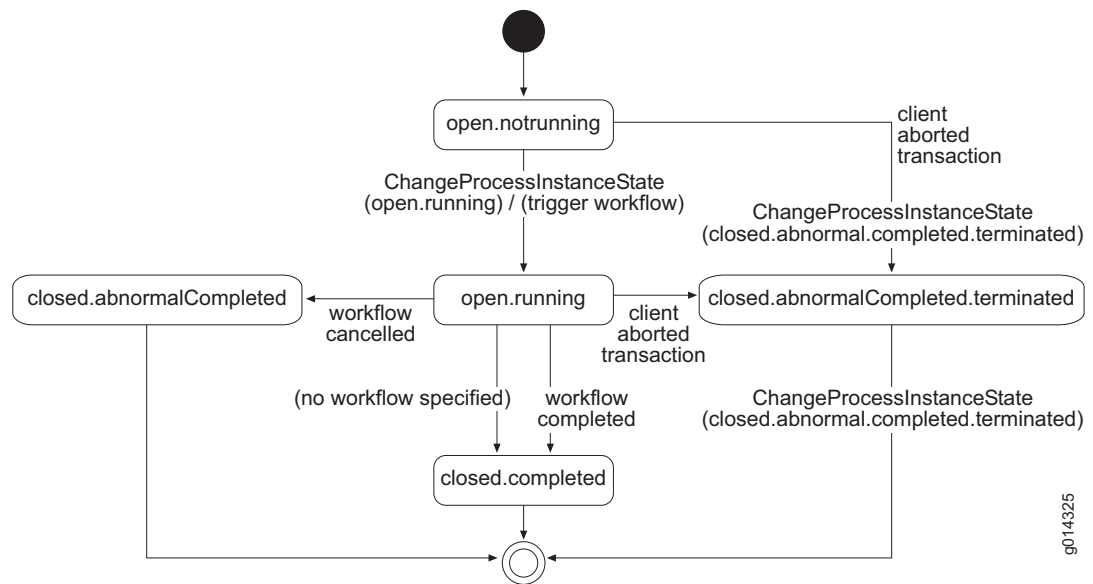 open.notrunning
client
aborted
transaction
ChangeProcessInstanceState
(open.running) / (trigger workflow)
ChangeProcessInstanceState
(closed.abnormal.completed.terminated)
closed.abnormalCompleted
open.running
closed.abnormalCompleted.terminated
workflow
cancelled
client
aborted
transaction
(no workflow specified)
workflow
completed
ChangeProcessInstanceState
(closed.abnormal.completed.terminated)
closed.completed
g014325